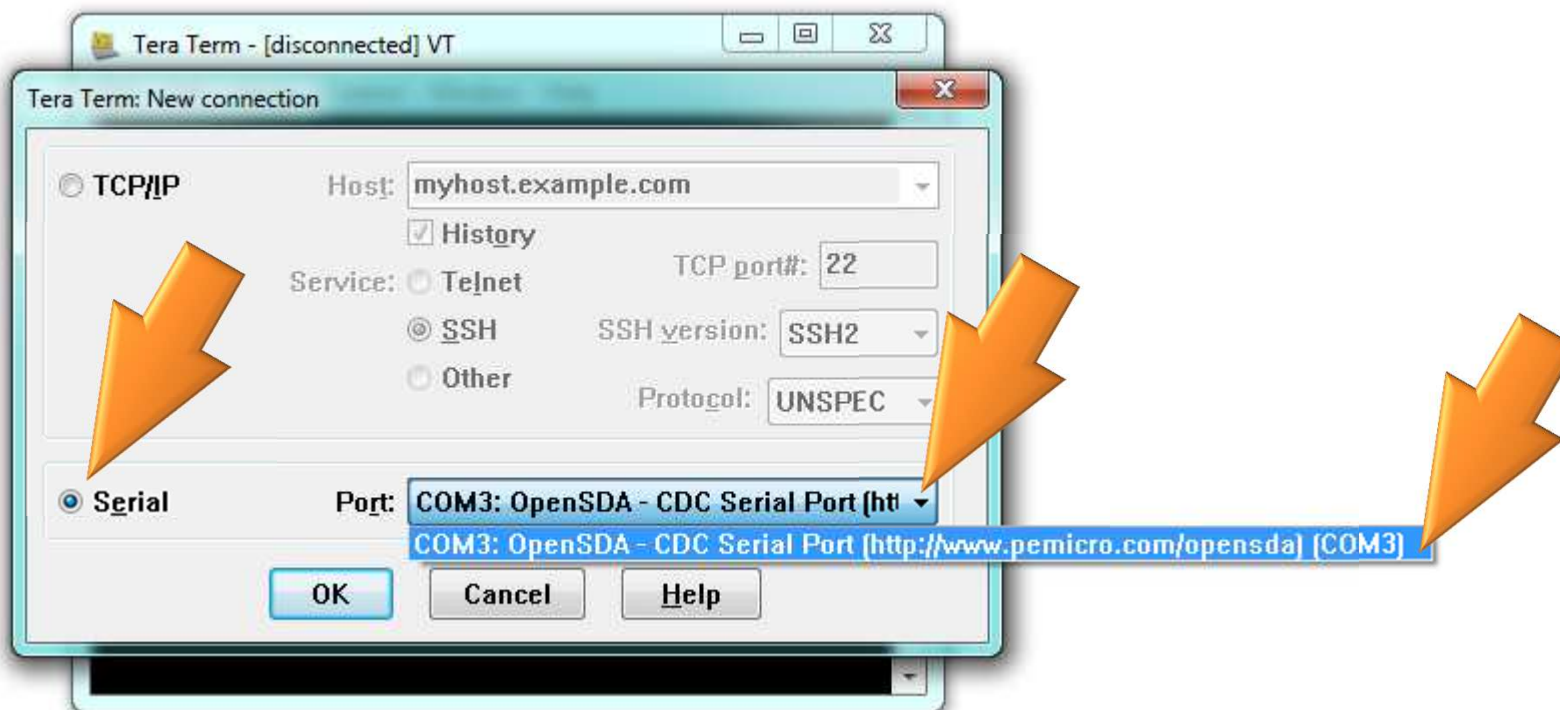 Tera Term - [disconnected] VT
Tera Term: New connection
TCP/IP Host: myhost.example.com
History
Service: Telnet TCP port#: 22
SSH SSH version: SSH2
Other Protocol: UNSPEC
Serial Port: COM3: OpenSDA - CDC Serial Port (htt
COM3: OpenSDA - CDC Serial Port (http://www.pemicro.com/opensda) (COM3)
OK Cancel Help